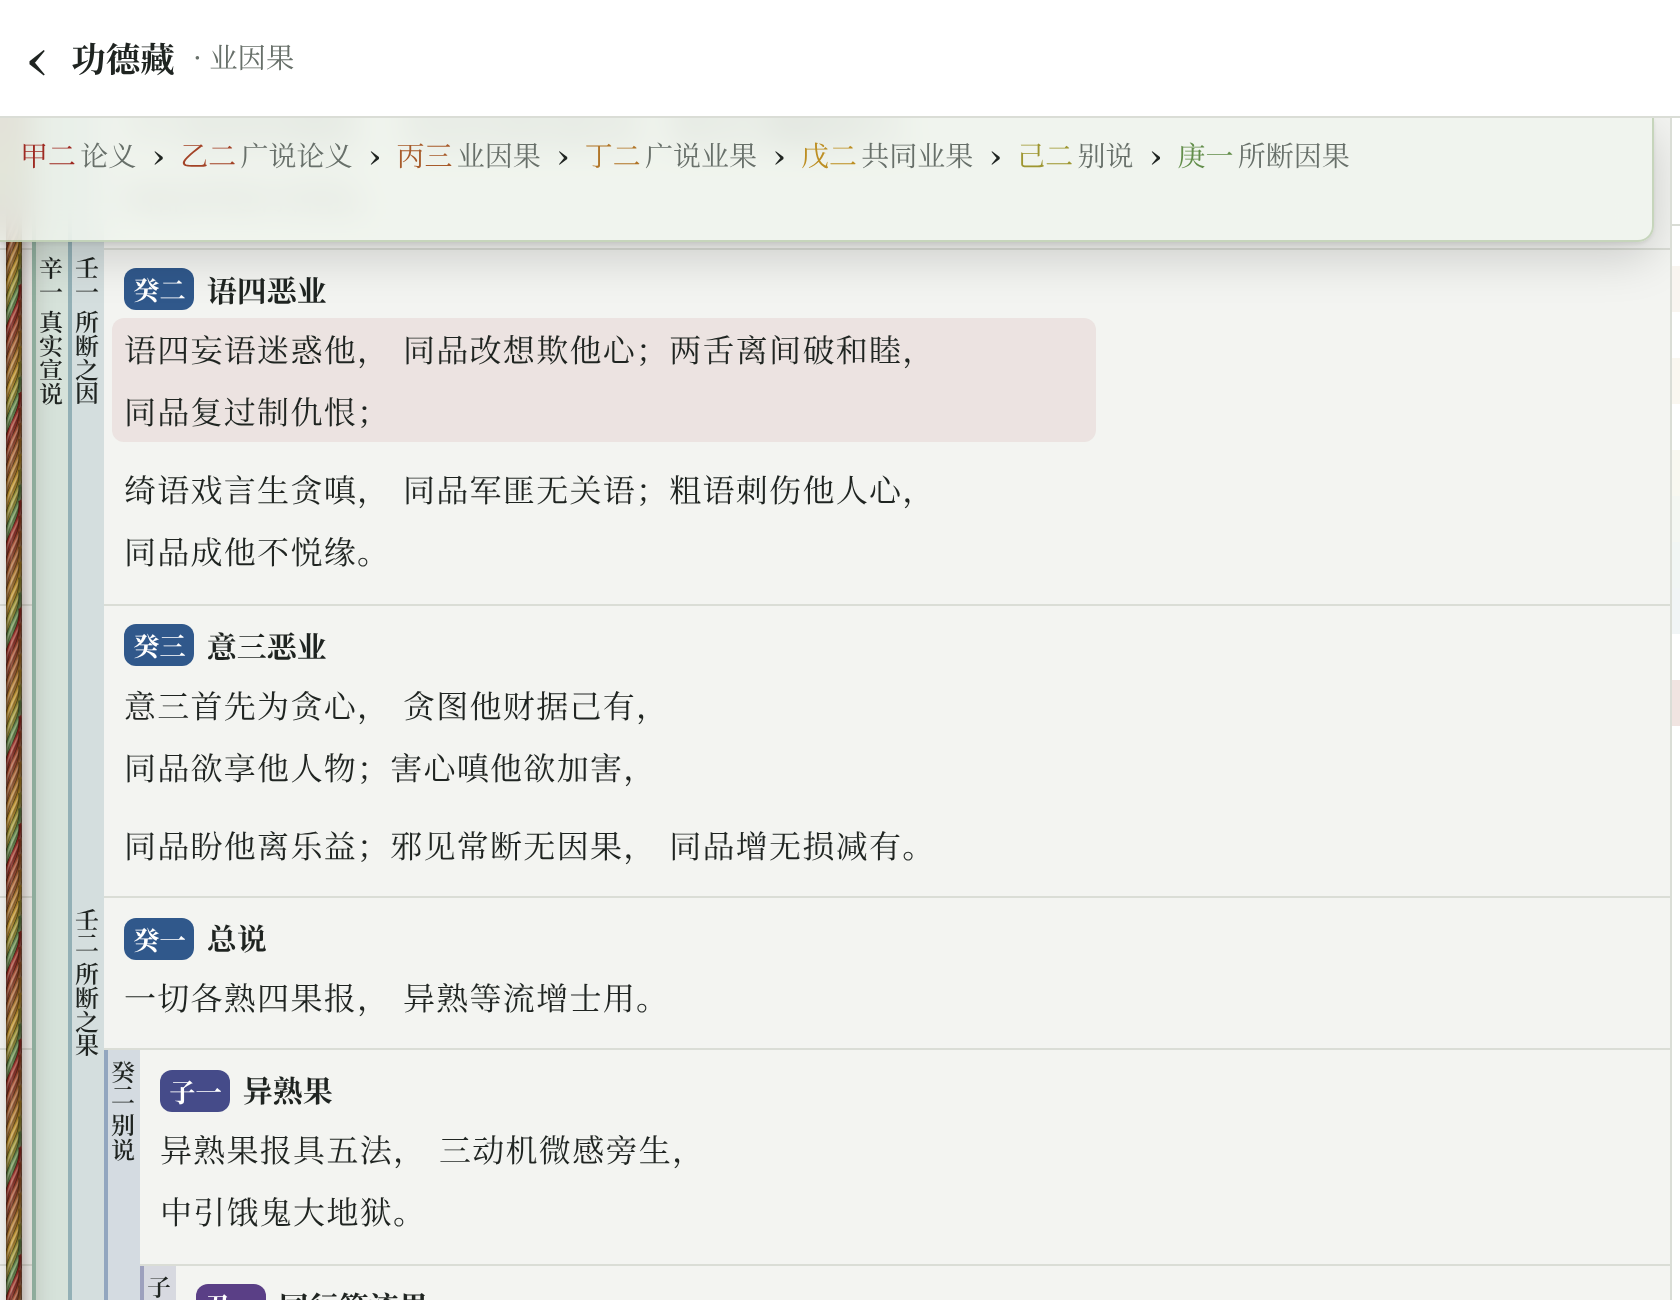 功德藏 · 业因果
甲二 论义 › 乙二 广说论义 › 丙三 业因果 › 丁二 广说业果 › 戊二 共同业果 › 己二 别说 › 庚一 所断因果
辛一 真实宣说
壬一 所断之因
癸二 语四恶业
语四妄语迷惑他， 同品改想欺他心；两舌离间破和睦，
同品复过制仇恨；
绮语戏言生贪嗔， 同品军匪无关语；粗语刺伤他人心，
同品成他不悦缘。
癸三 意三恶业
意三首先为贪心， 贪图他财据己有，
同品欲享他人物；害心嗔他欲加害，
同品盼他离乐益；邪见常断无因果， 同品增无损减有。
壬二 所断之果
癸一 总说
一切各熟四果报， 异熟等流增士用。
癸二 别说
子一 异熟果
异熟果报具五法， 三动机微感旁生，
中引饿鬼大地狱。
子